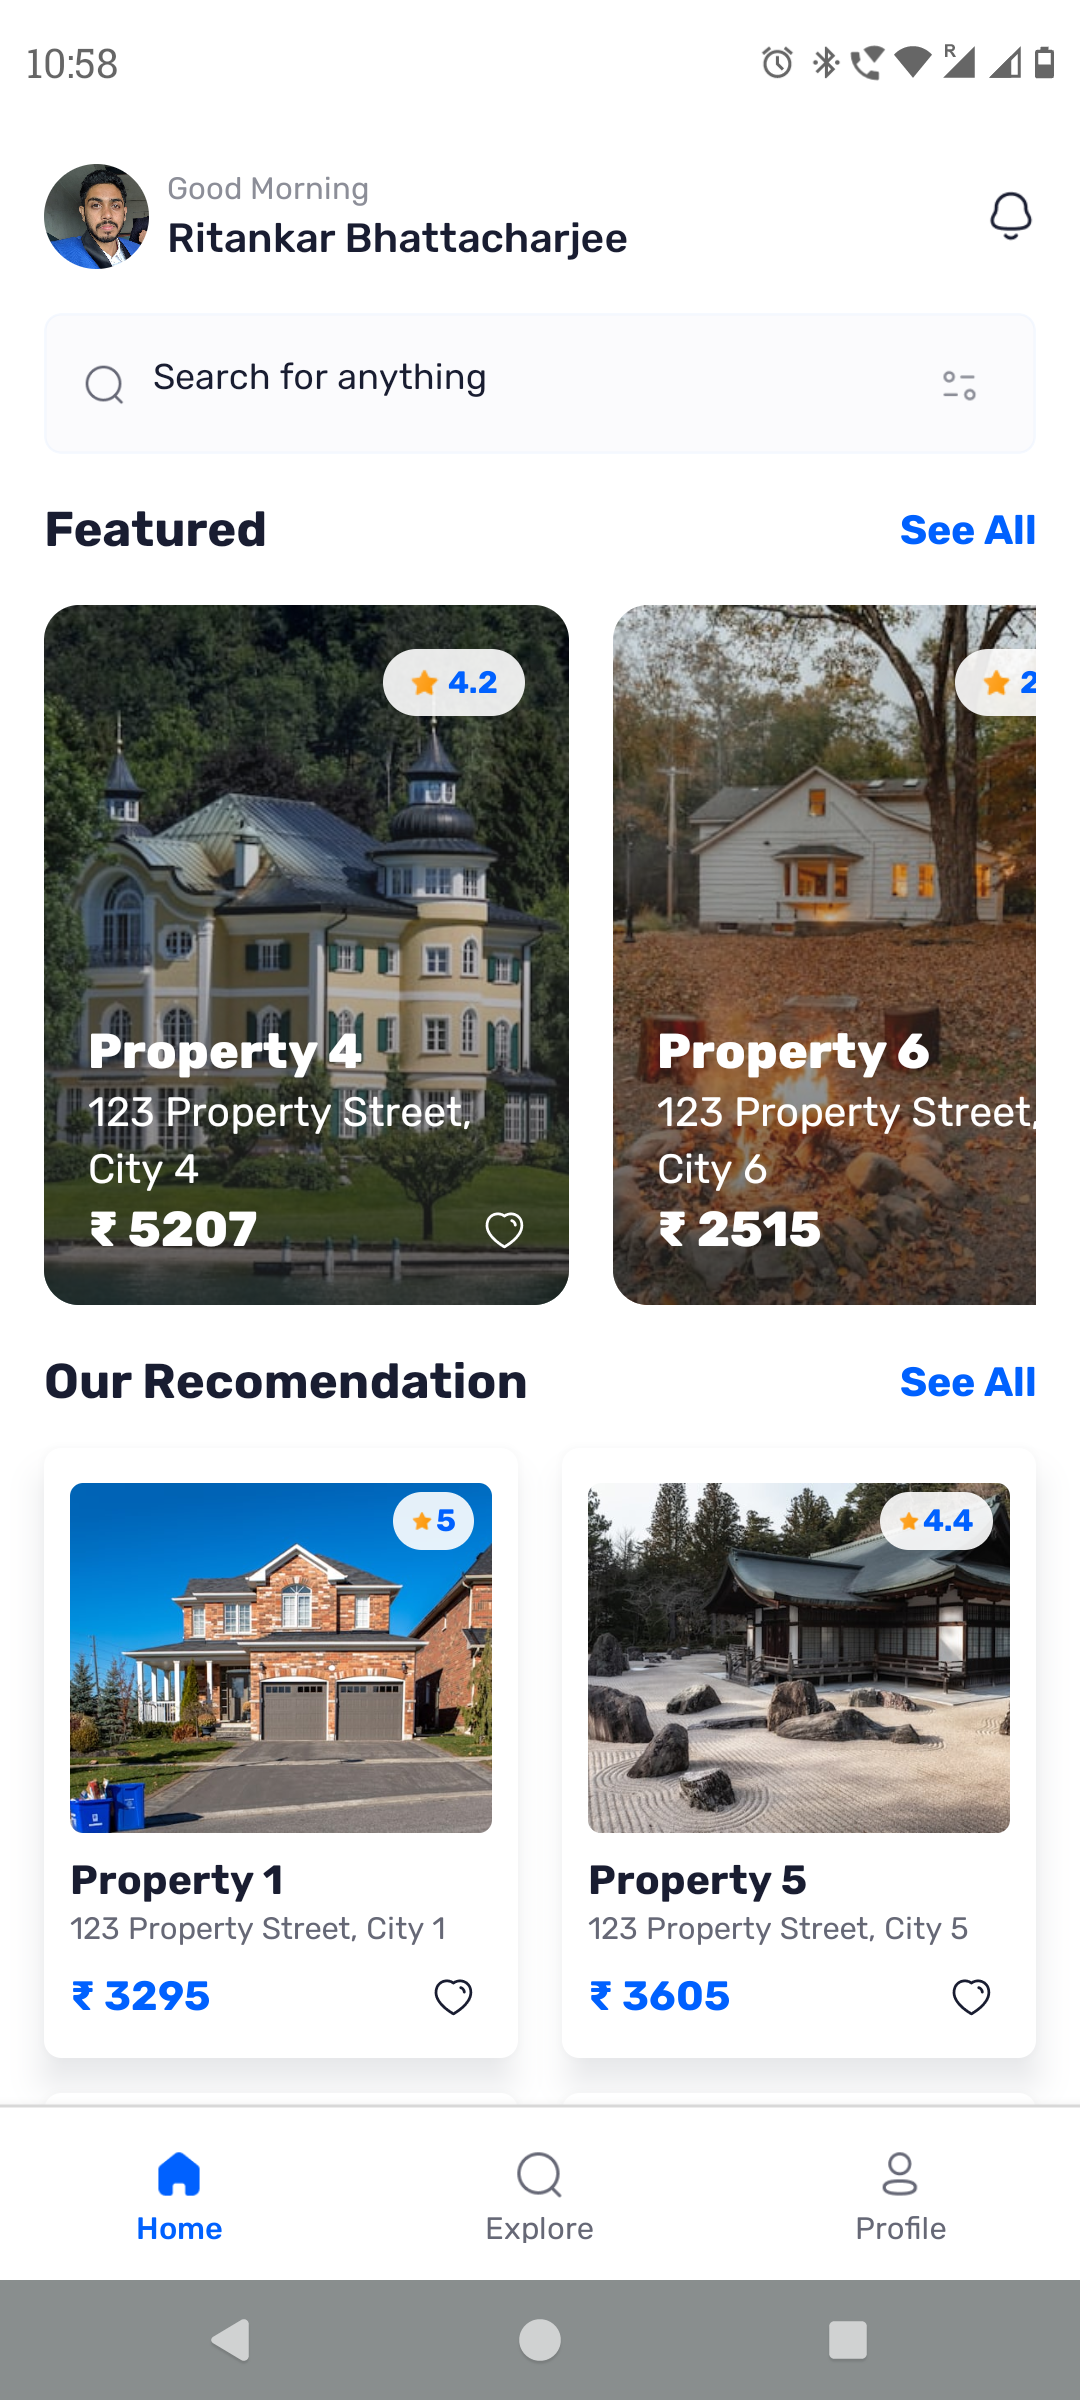 10:58
R
Good Morning
Ritankar Bhattacharjee
Search for anything
Featured
See All
4.2
2
Property 4
123 Property Street,
City 4
₹ 5207
Property 6
123 Property Street,
City 6
₹ 2515
Our Recomendation
See All
5
4.4
Property 1
123 Property Street, City 1
₹ 3295
Property 5
123 Property Street, City 5
₹ 3605
Home
Explore
Profile